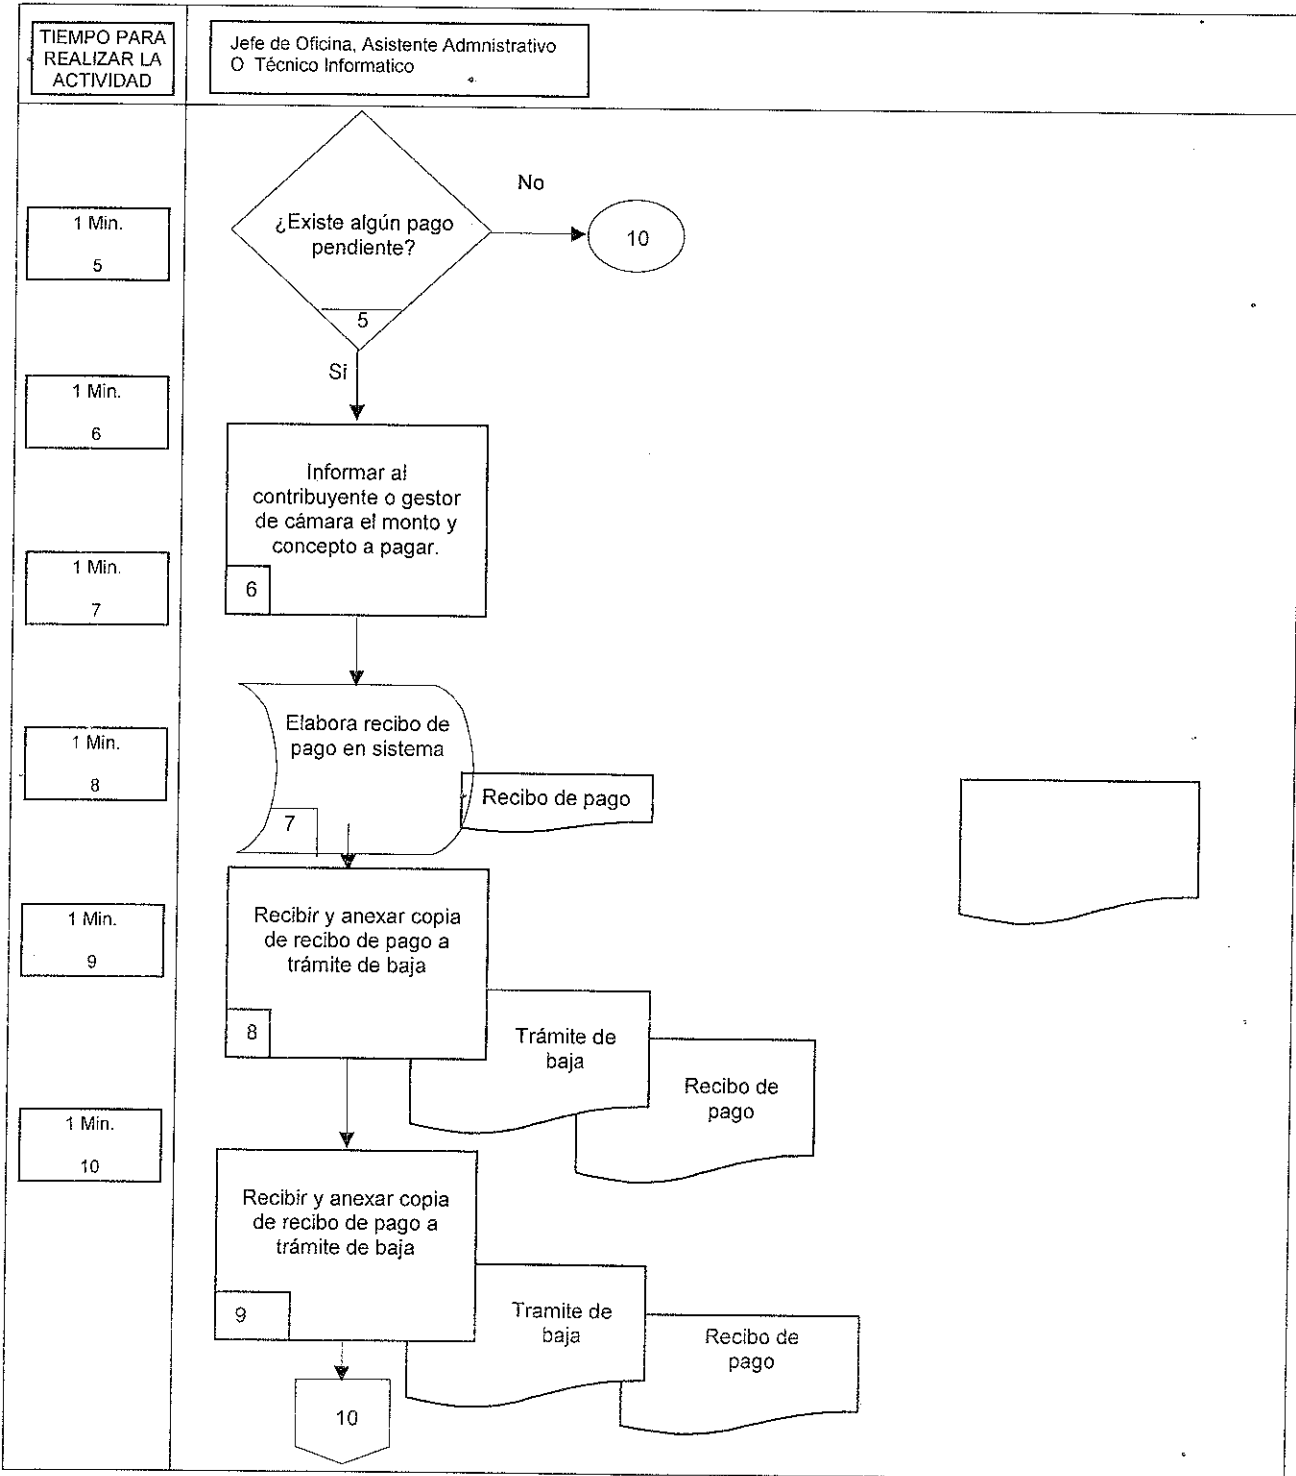 TIEMPO PARA
REALIZAR LA
ACTIVIDAD
Jefe de Oficina, Asistente Admnistrativo
O Técnico Informatico
1 Min.
5
¿Existe algún pago
pendiente?
5
No
10
Si
1 Min.
6
Informar al
contribuyente o gestor
de cámara el monto y
concepto a pagar.
6
1 Min.
7
Elabora recibo de
pago en sistema
7
Recibo de pago
1 Min.
8
Recibir y anexar copia
de recibo de pago a
trámite de baja
8
Trámite de
baja
Recibo de
pago
1 Min.
9
Recibir y anexar copia
de recibo de pago a
trámite de baja
9
Tramite de
baja
Recibo de
pago
1 Min.
10
10